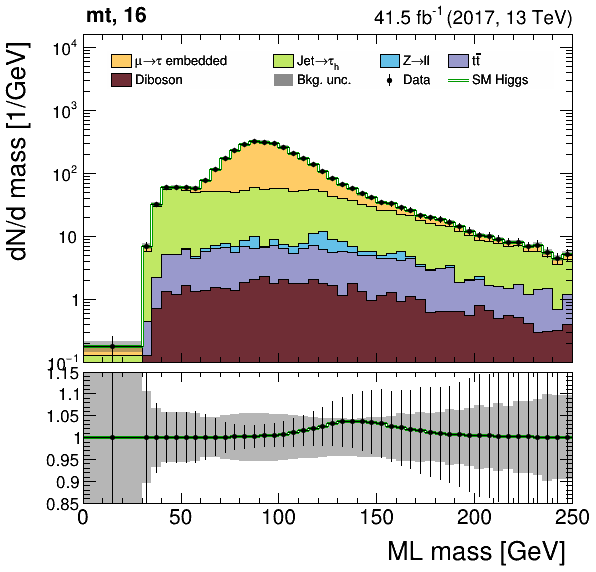 mt, 16 41.5 fb⁻¹ (2017, 13 TeV)
μ→τ embedded Jet→τₕ Z→ll tt̄
Diboson Bkg. unc. Data SM Higgs
dN/d mass [1/GeV]
10⁴
10³
10²
10
1
10⁻¹
1.15
1.1
1.05
1
0.95
0.9
0.85
0 50 100 150 200 250
ML mass [GeV]